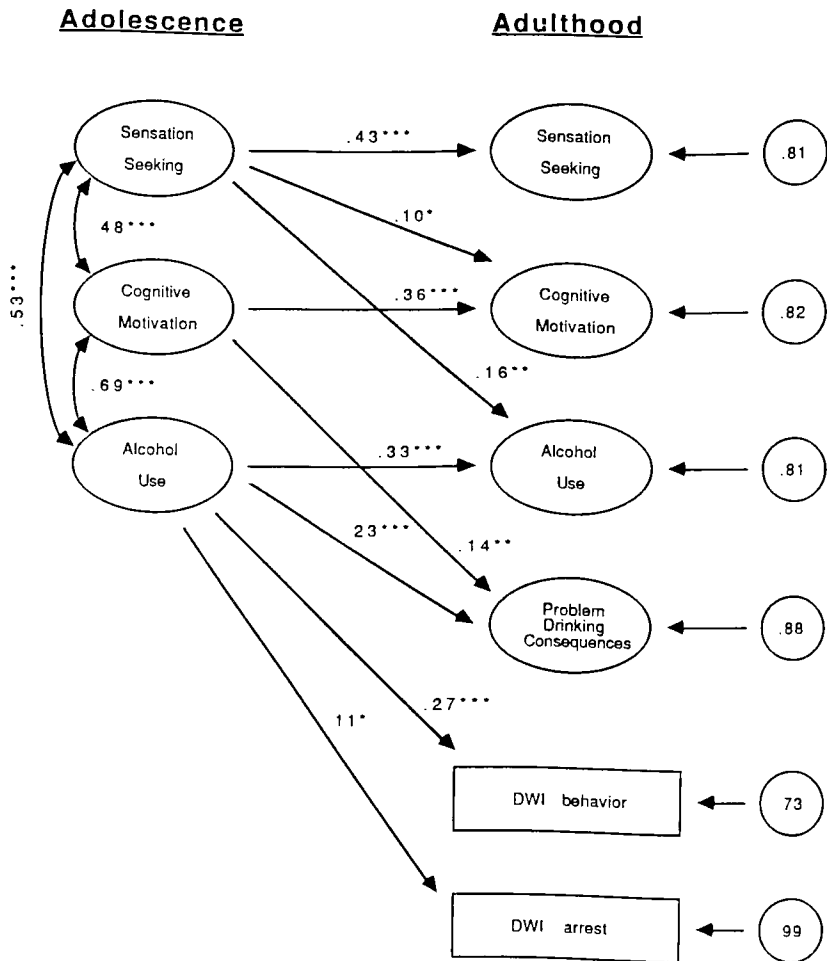 Adolescence
Adulthood
Sensation
Seeking
.43***
Sensation
Seeking
.81
.10*
48***
.53***
Cognitive
Motivation
.36***
Cognitive
Motivation
.82
.16**
.69***
Alcohol
Use
.33***
Alcohol
Use
.81
23***
.14**
Problem
Drinking
Consequences
.88
.27***
11*
DWI behavior
73
DWI arrest
99